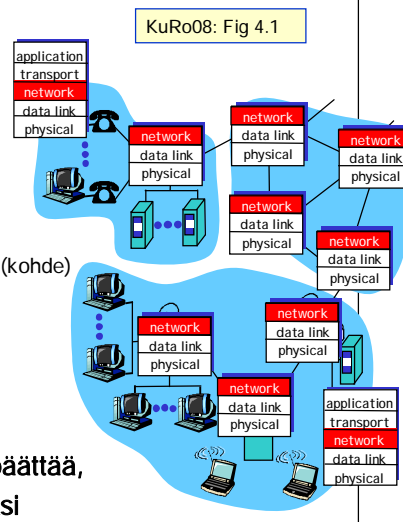 KuRo08: Fig 4.1
application
transport
network
data link
physical
network
data link
physical
network
data link
physical
network
data link
physical
network
data link
physical
network
data link
physical
(kohde)
network
data link
physical
network
data link
physical
network
data link
physical
application
transport
network
data link
physical
päättää,
si